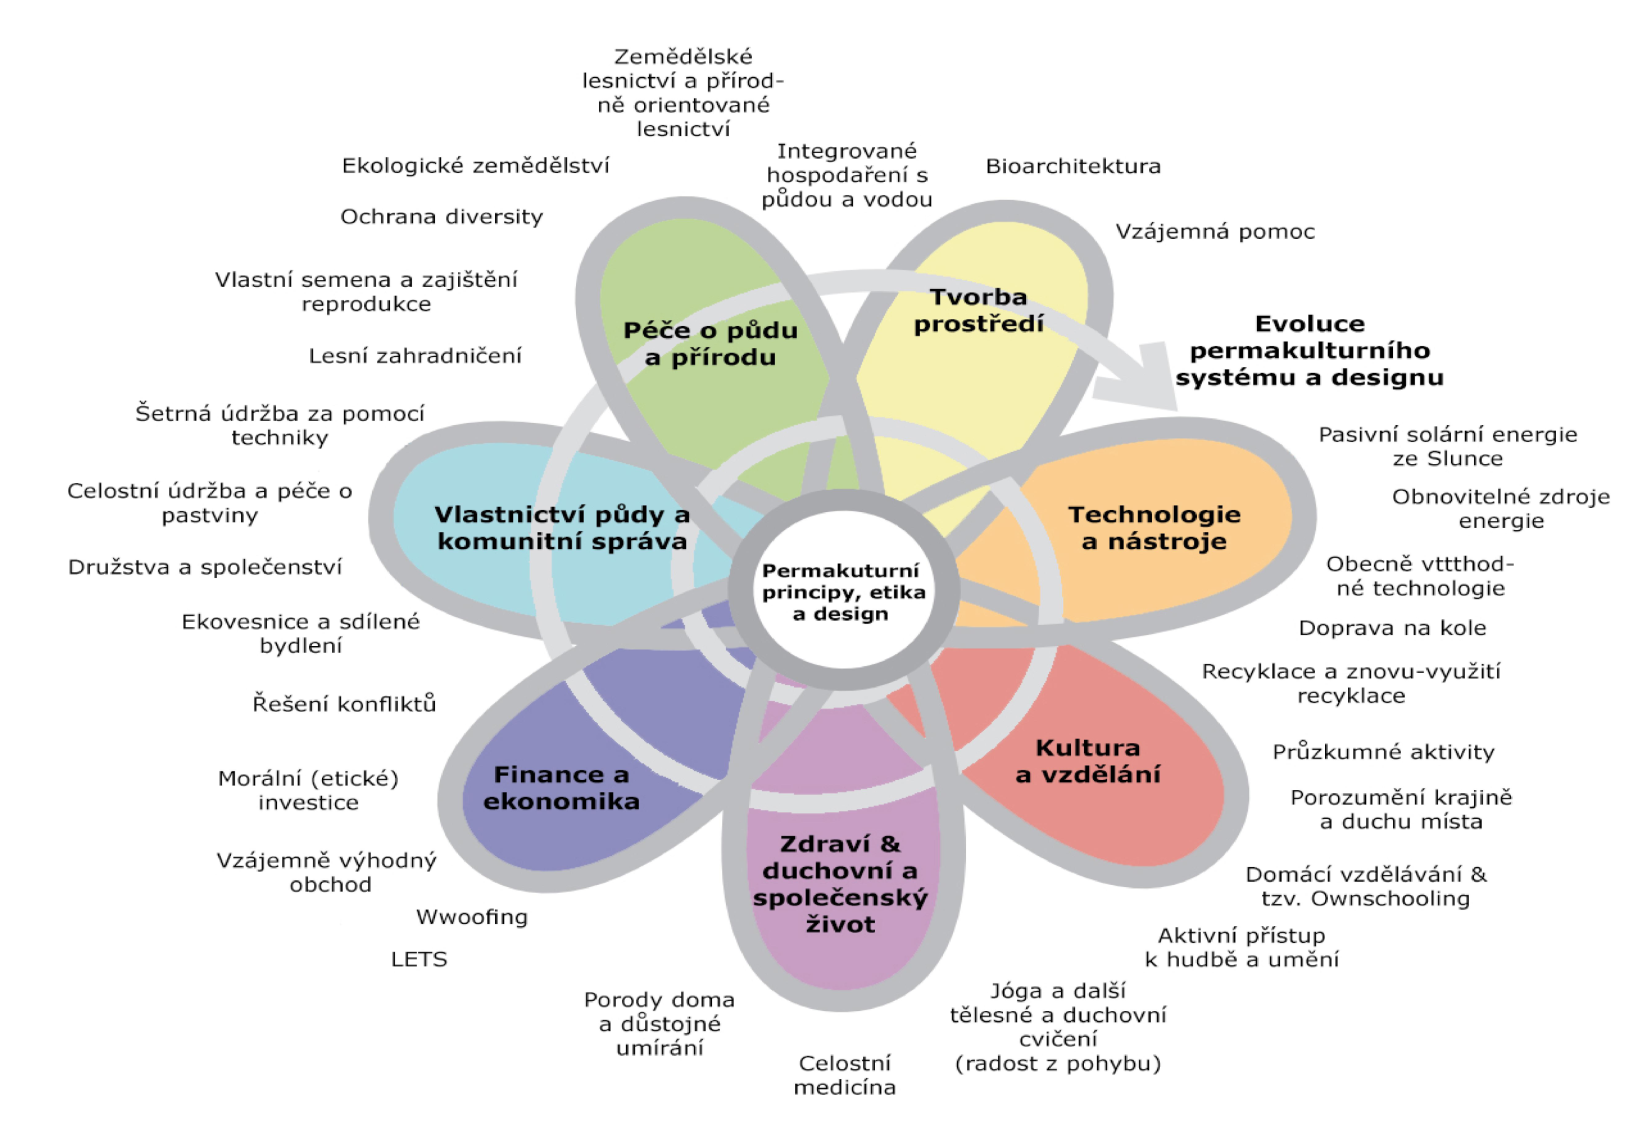 Zemědělské
lesnictví a přírod-
ně orientované
lesnictví
Integrované
hospodaření s
půdou a vodou
Bioarchitektura
Vzájemná pomoc
Ekologické zemědělství
Ochrana diversity
Vlastní semena a zajištění
reprodukce
Lesní zahradničení
Šetrná údržba za pomocí
techniky
Celostní údržba a péče o
pastviny
Družstva a společenství
Ekovesnice a sdílené
bydlení
Řešení konfliktů
Morální (etické)
investice
Vzájemně výhodný
obchod
Wwoofing
LETS
Porody doma
a důstojné
umírání
Celostní
medicína
Jóga a další
tělesné a duchovní
cvičení
(radost z pohybu)
Aktivní přístup
k hudbě a umění
Domácí vzdělávání &
tzv. Ownschooling
Porozumění krajině
a duchu místa
Průzkumné aktivity
Recyklace a znovu-využití
recyklace
Doprava na kole
Obecně vttthod-
né technologie
Obnovitelné zdroje
energie
Pasivní solární energie
ze Slunce
Evoluce
permakulturního
systému a designu
Péče o půdu
a přírodu
Tvorba
prostředí
Technologie
a nástroje
Kultura
a vzdělání
Zdraví &
duchovní a
společenský
život
Finance a
ekonomika
Vlastnictví půdy a
komunitní správa
Permakuturní
principy, etika
a design